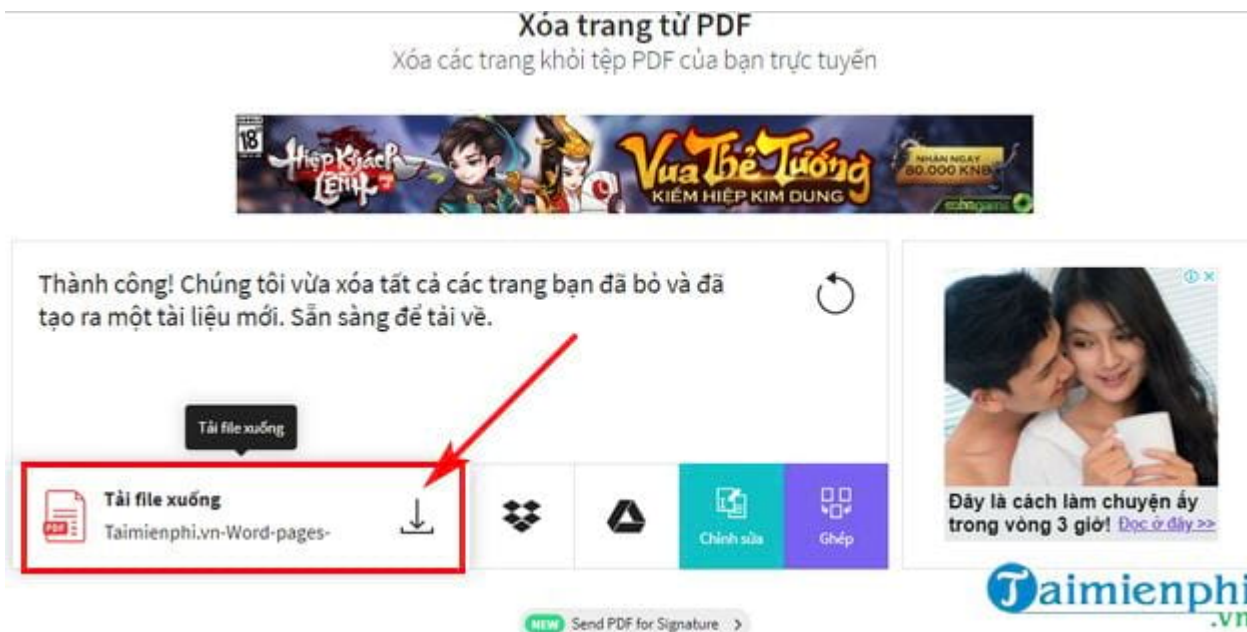 Xóa trang từ PDF
Xóa các trang khỏi tệp PDF của bạn trực tuyến
18
Hiệp Khách
Lệnh
Vua Thẻ Tướng
KIẾM HIỆP KIM DUNG
NHẬN NGAY
80.000 KNB
sohagame
Thành công! Chúng tôi vừa xóa tất cả các trang bạn đã bỏ và đã
tạo ra một tài liệu mới. Sẵn sàng để tải về.
Tải file xuống
Tải file xuống
Taimienphi.vn-Word-pages-
PDF
Chỉnh sửa
Ghép
Đây là cách làm chuyện ấy
trong vòng 3 giờ! Đọc ở đây >>
Taimienphi
.vn
NEW Send PDF for Signature >